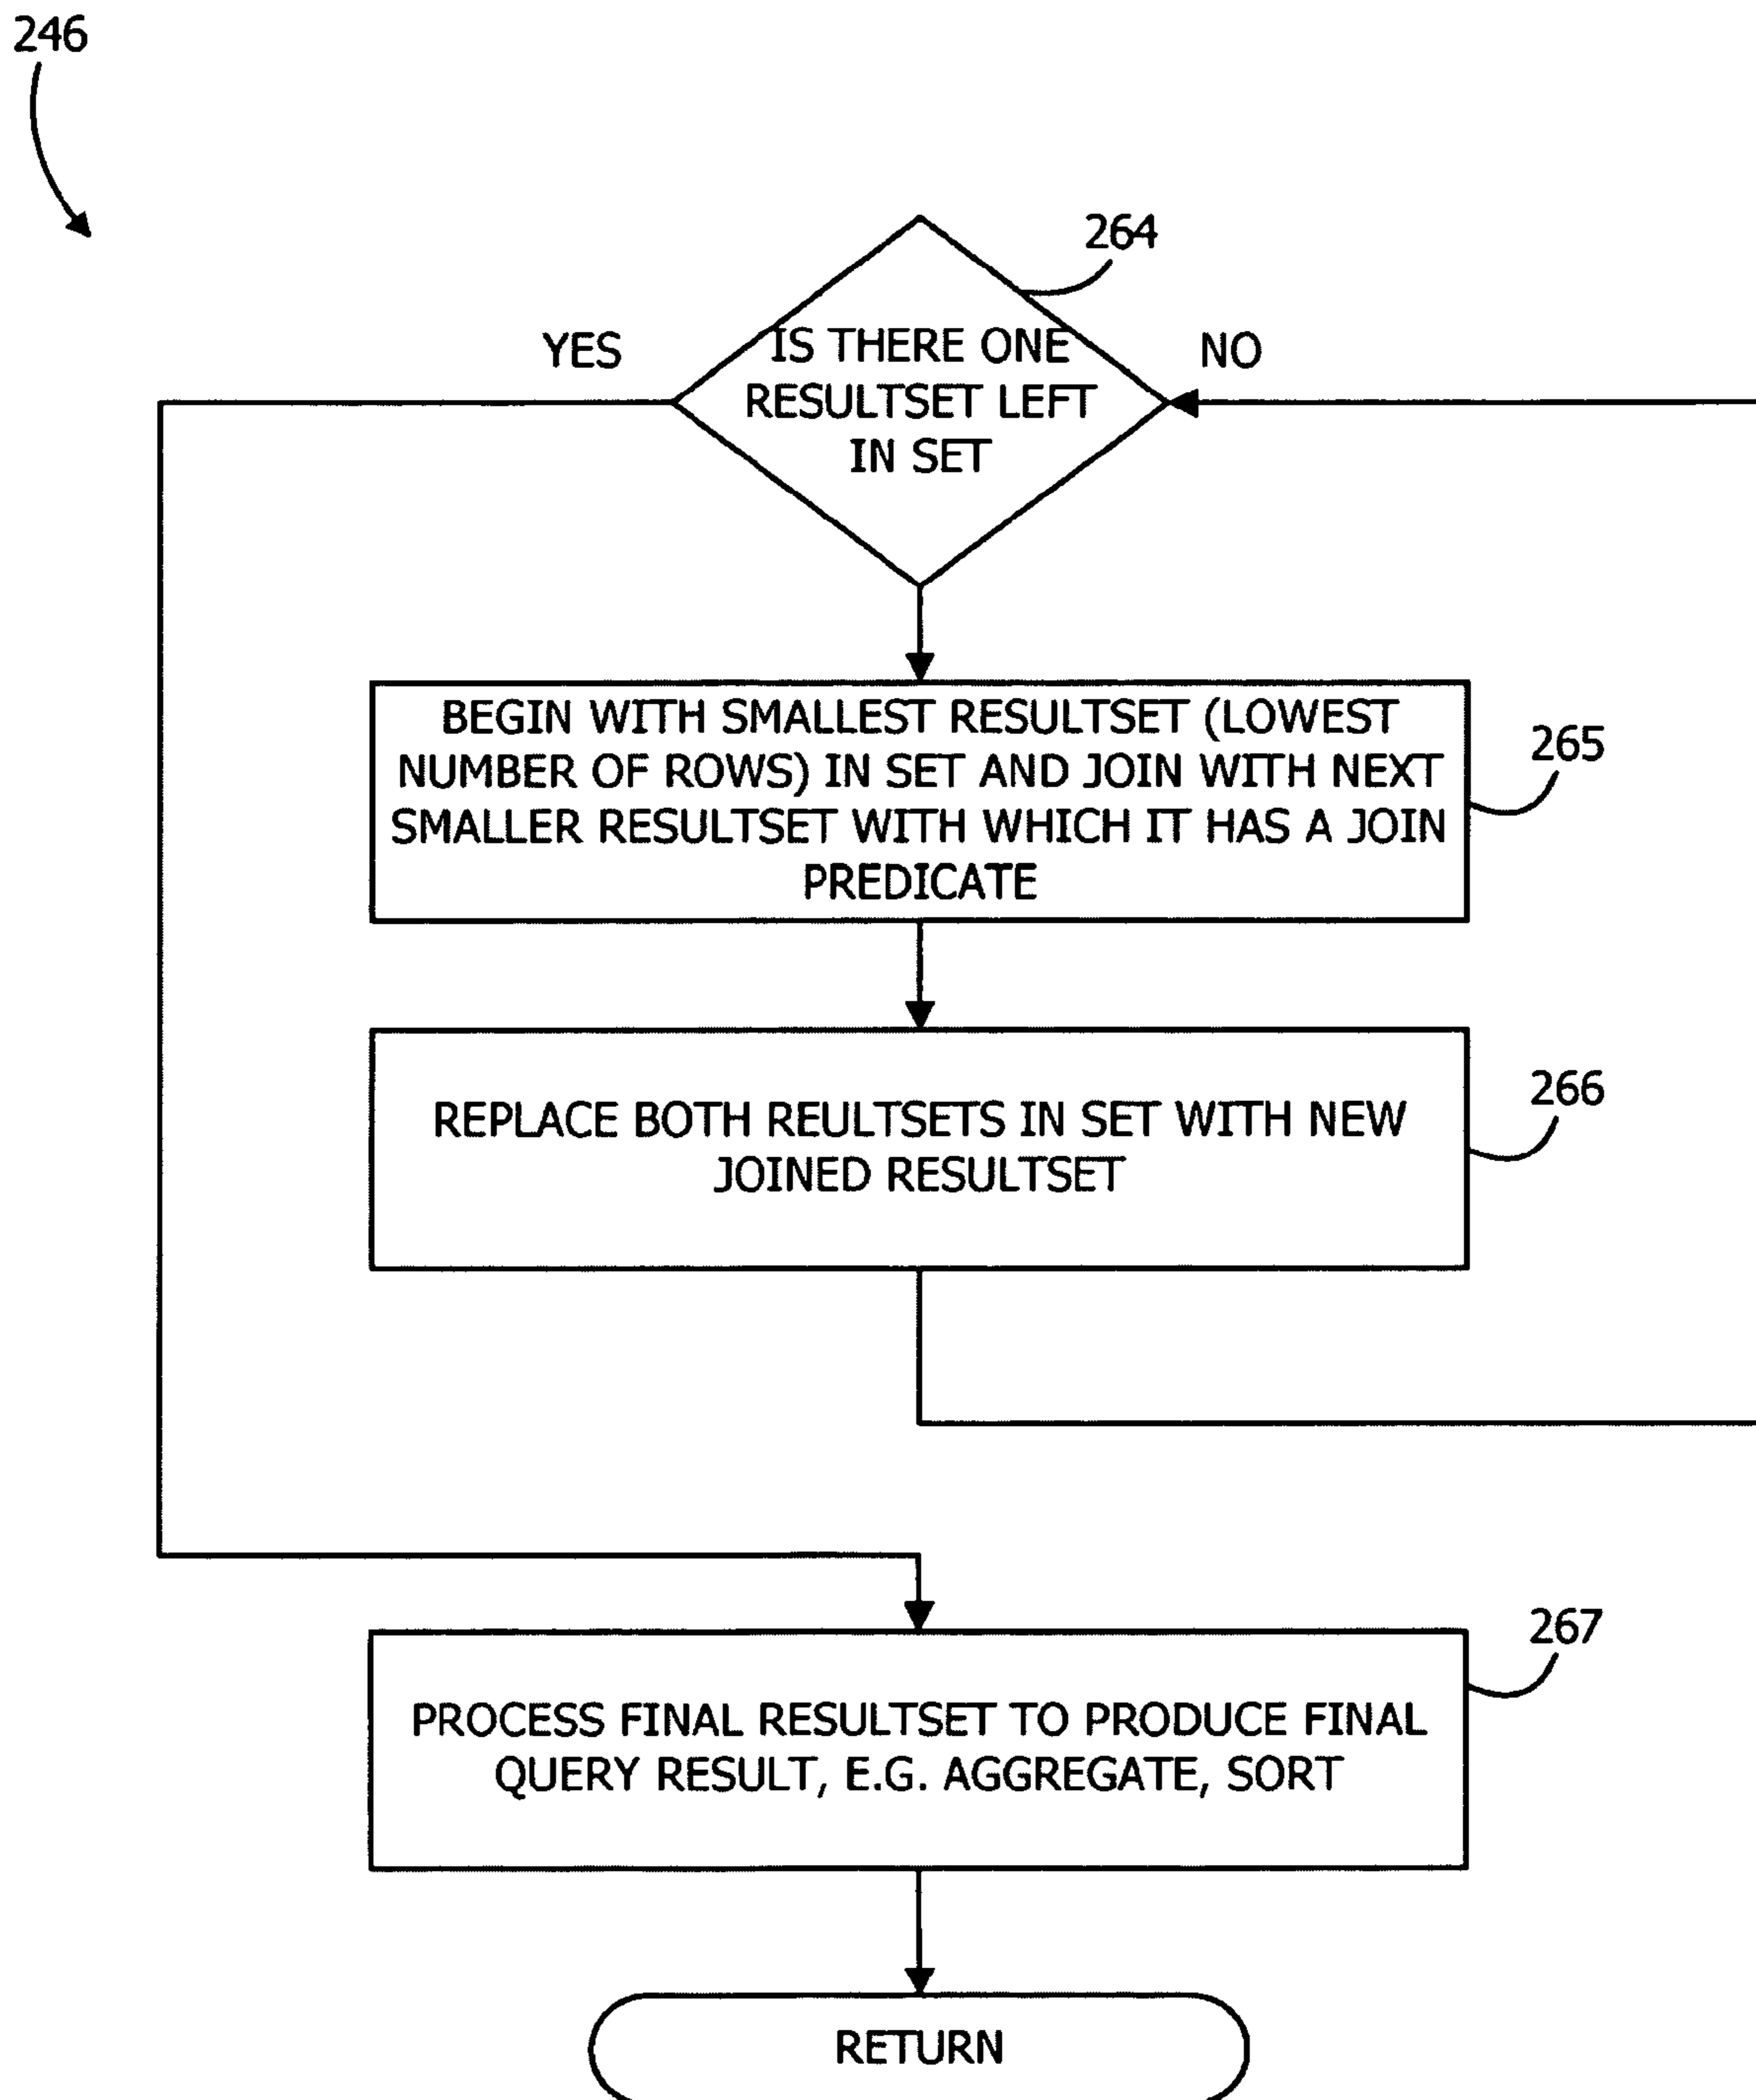 246
264
YES
IS THERE ONE
RESULTSET LEFT
IN SET
NO
BEGIN WITH SMALLEST RESULTSET (LOWEST
NUMBER OF ROWS) IN SET AND JOIN WITH NEXT
SMALLER RESULTSET WITH WHICH IT HAS A JOIN
PREDICATE
265
REPLACE BOTH REULTSETS IN SET WITH NEW
JOINED RESULTSET
266
267
PROCESS FINAL RESULTSET TO PRODUCE FINAL
QUERY RESULT, E.G. AGGREGATE, SORT
RETURN